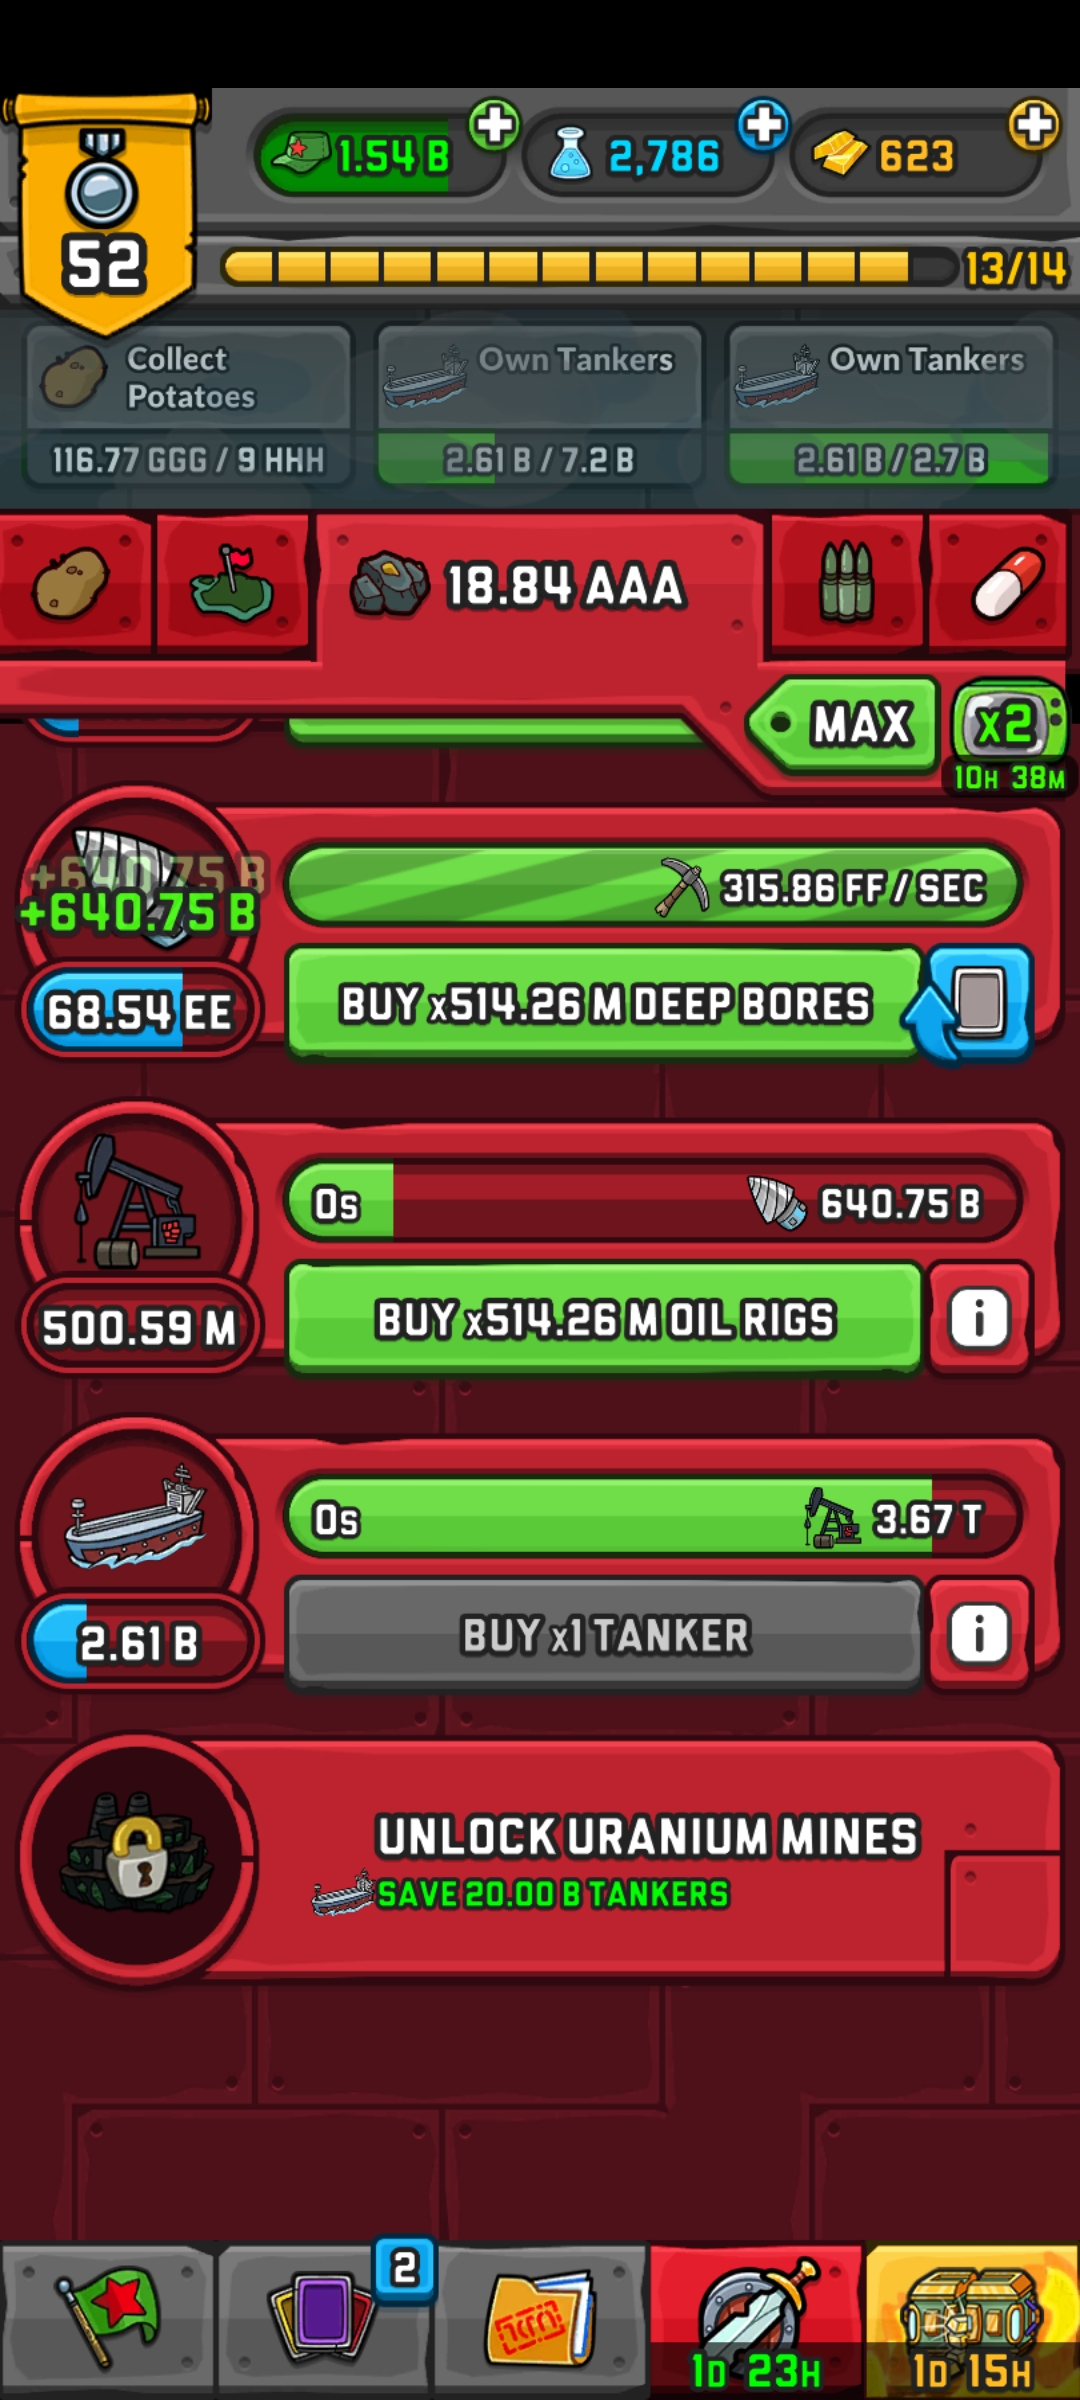 1.54 B
2,786
623
52
13/14
Collect
Potatoes
116.77 GGG / 9 HHH
Own Tankers
2.61 B / 7.2 B
Own Tankers
2.61 B / 2.7 B
18.84 AAA
MAX
x2
10H 38M
+640.75 B
+640.75 B
315.86 FF / SEC
68.54 EE
BUY x514.26 M DEEP BORES
0s
640.75 B
500.59 M
BUY x514.26 M OIL RIGS
i
0s
3.67 T
2.61 B
BUY x1 TANKER
i
UNLOCK URANIUM MINES
SAVE 20.00 B TANKERS
2
1D 23H
1D 15H